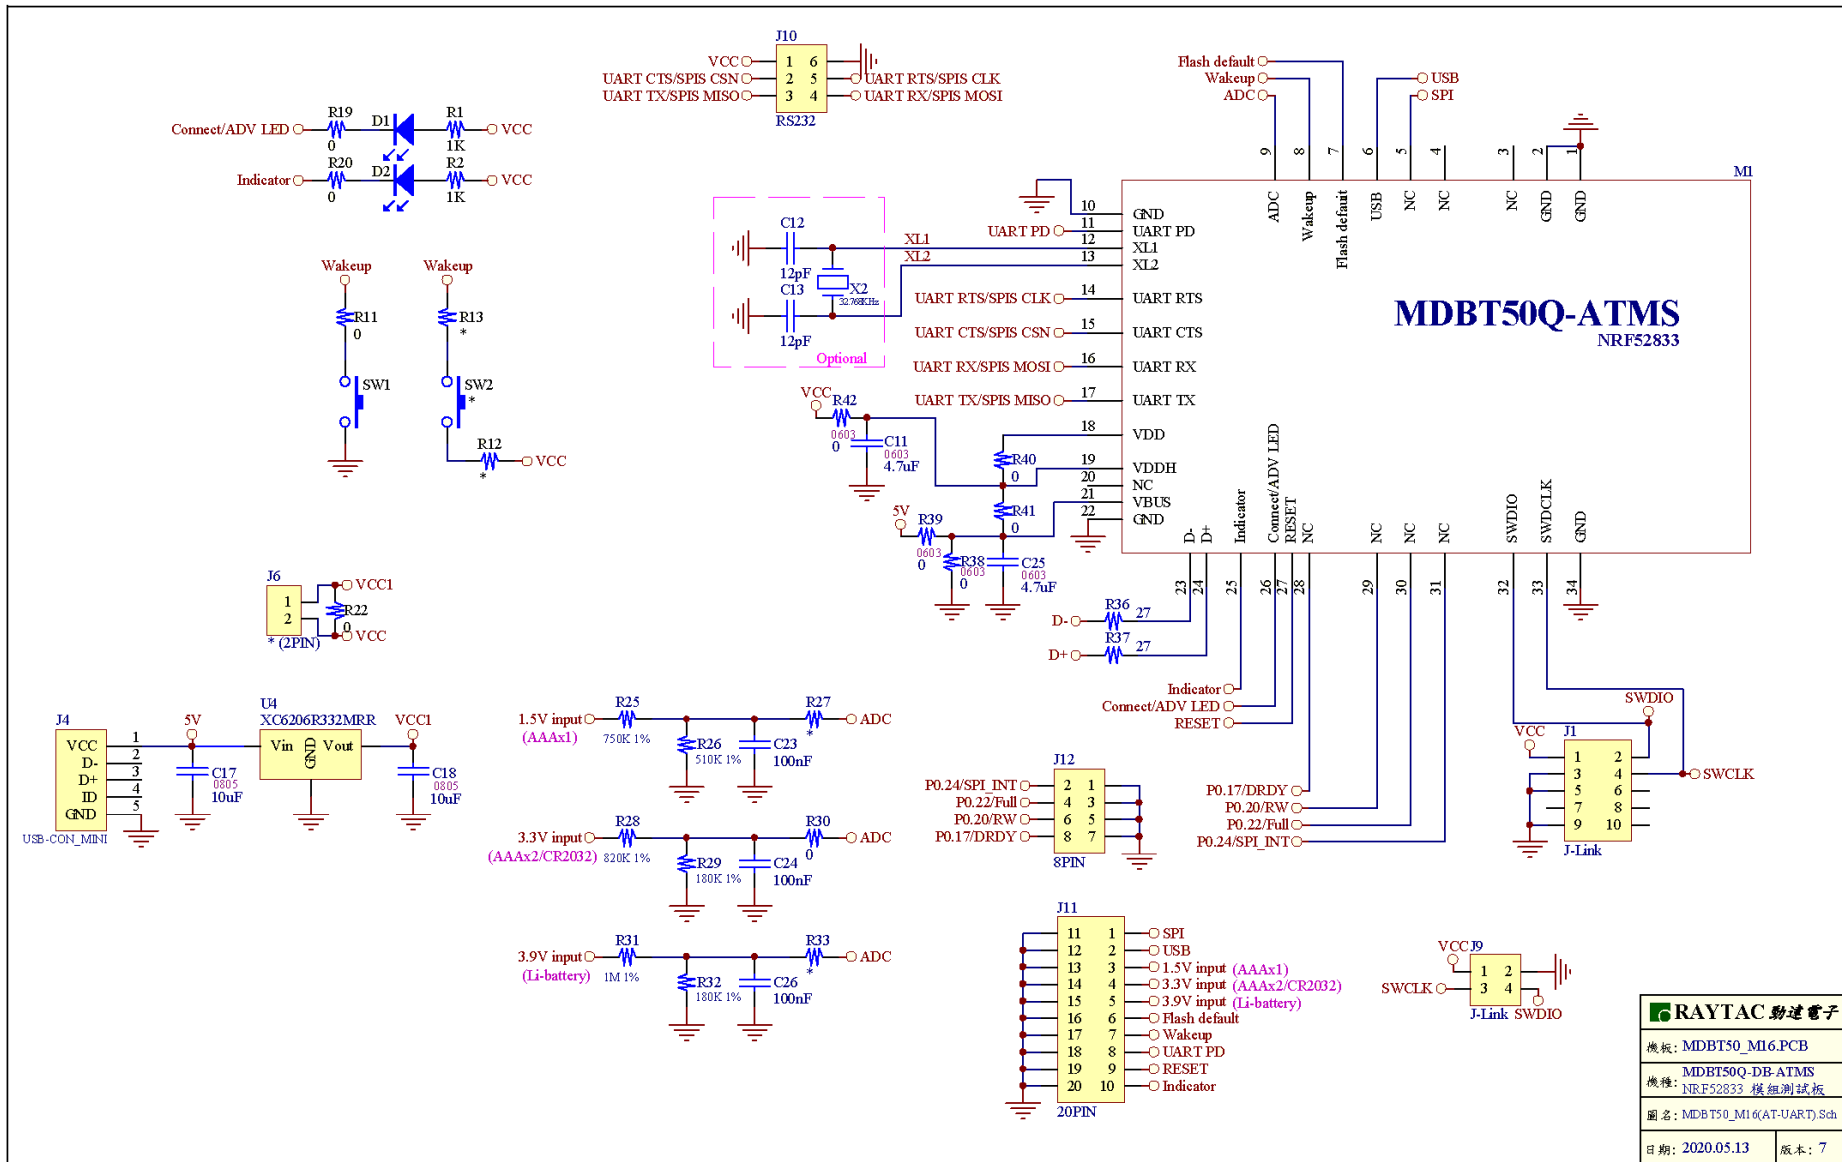 J10
VCC 1 6
UART CTS/SPIS CSN 2 5 UART RTS/SPIS CLK
UART TX/SPIS MISO 3 4 UART RX/SPIS MOSI
RS232
R19 D1 R1
Connect/ADV LED VCC
0 1K
R20 D2 R2
Indicator VCC
0 1K
Wakeup Wakeup
R11 R13
0 *
SW1 SW2
*
R12
VCC
*
C12
12pF
C13
12pF
X2
32.768KHz
Optional
XL1
XL2
Flash default
Wakeup
ADC
USB
SPI
9 8 7 6 5 4 3 2 1
ADC Wakeup Flash defauit USB NC NC NC GND GND
M1
MDBT50Q-ATMS
NRF52833
10 GND
UART PD 11 UART PD
12 XL1
13 XL2
UART RTS/SPIS CLK 14 UART RTS
UART CTS/SPIS CSN 15 UART CTS
UART RX/SPIS MOSI 16 UART RX
UART TX/SPIS MISO 17 UART TX
18 VDD
19 VDDH
20 NC
21 VBUS
22 GND
VCC R42
0603
0
C11
0603
4.7uF
R40
0
R41
0
5V R39
0603
0
R38
0603
0
C25
0603
4.7uF
D- D+ Indicator Connect/ADV LED RESET NC NC NC NC SWDIO SWDCLK GND
23 24 25 26 27 28 29 30 31 32 33 34
D- R36 27
D+ R37 27
Indicator
Connect/ADV LED
RESET
P0.17/DRDY
P0.20/RW
P0.22/Full
P0.24/SPI_INT
J6
1 VCC1
2 R22
0
VCC
* (2PIN)
J4
VCC 1
D- 2
D+ 3
ID 4
GND 5
USB-CON_MINI
5V
C17
0805
10uF
U4
XC6206R332MRR
Vin GND Vout
VCC1
C18
0805
10uF
1.5V input R25 R27 ADC
(AAAx1) 750K 1% *
R26 C23
510K 1% 100nF
3.3V input R28 R30 ADC
(AAAx2/CR2032) 820K 1% 0
R29 C24
180K 1% 100nF
3.9V input R31 R33 ADC
(Li-battery) 1M 1% *
R32 C26
180K 1% 100nF
J12
P0.24/SPI_INT 2 1
P0.22/Full 4 3
P0.20/RW 6 5
P0.17/DRDY 8 7
8PIN
J11
11 1 SPI
12 2 USB
13 3 1.5V input (AAAx1)
14 4 3.3V input (AAAx2/CR2032)
15 5 3.9V input (Li-battery)
16 6 Flash default
17 7 Wakeup
18 8 UART PD
19 9 RESET
20 10 Indicator
20PIN
SWDIO
VCC J1
1 2
3 4 SWCLK
5 6
7 8
9 10
J-Link
VCC J9
1 2
SWCLK 3 4
J-Link SWDIO
RAYTAC 勁達電子
機板: MDBT50_M16.PCB
機種: MDBT50Q-DB-ATMS
NRF52833 模組測試板
圖名: MDBT50_M16(AT-UART).Sch
日期: 2020.05.13 版本: 7